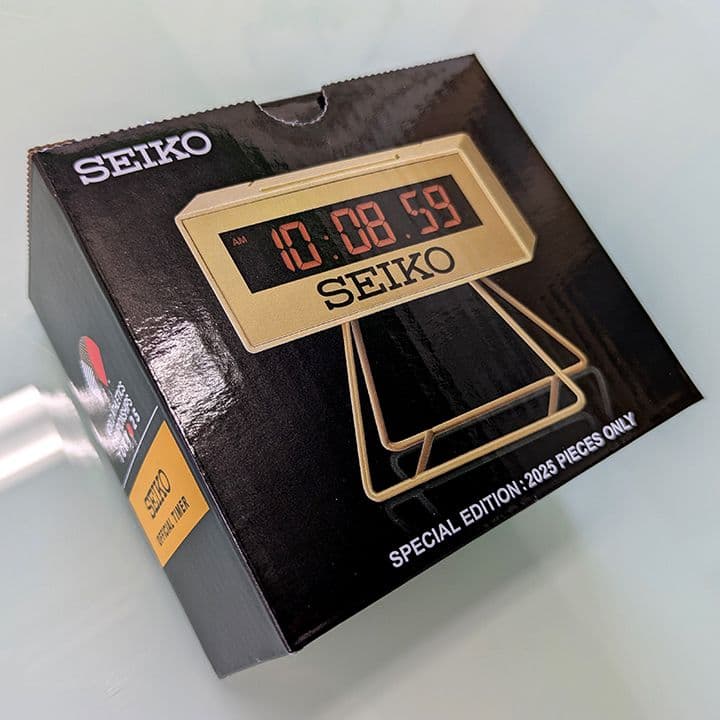 SEIKO
AM 10:08.59
SEIKO
SPECIAL EDITION : 2025 PIECES ONLY
SEIKO
OFFICIAL TIMER